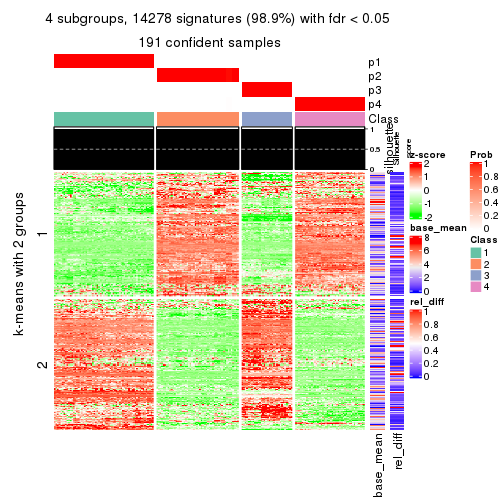 4 subgroups, 14278 signatures (98.9%) with fdr < 0.05
191 confident samples
p1
p2
p3
p4
Class
1
0.5
0
silhouette
Silhouette
score
k-means with 2 groups
1
2
base_mean
rel_diff
z-score
2
1
0
-1
-2
base_mean
8
6
4
2
0
rel_diff
1
0.8
0.6
0.4
0.2
0
Prob
1
0.8
0.6
0.4
0.2
0
Class
1
2
3
4